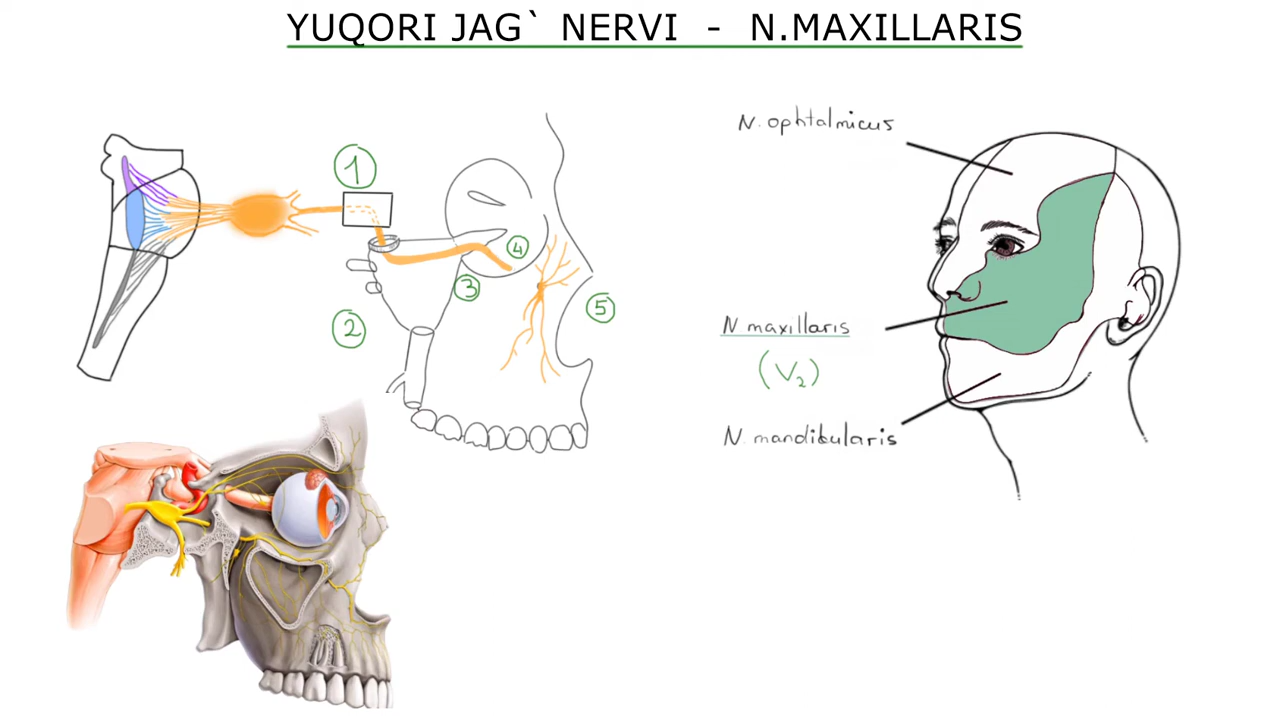 YUQORI JAG` NERVI - N.MAXILLARIS
N. ophtalmicus
1
4
3
5
2
N maxillaris
(V2)
N. mandibularis